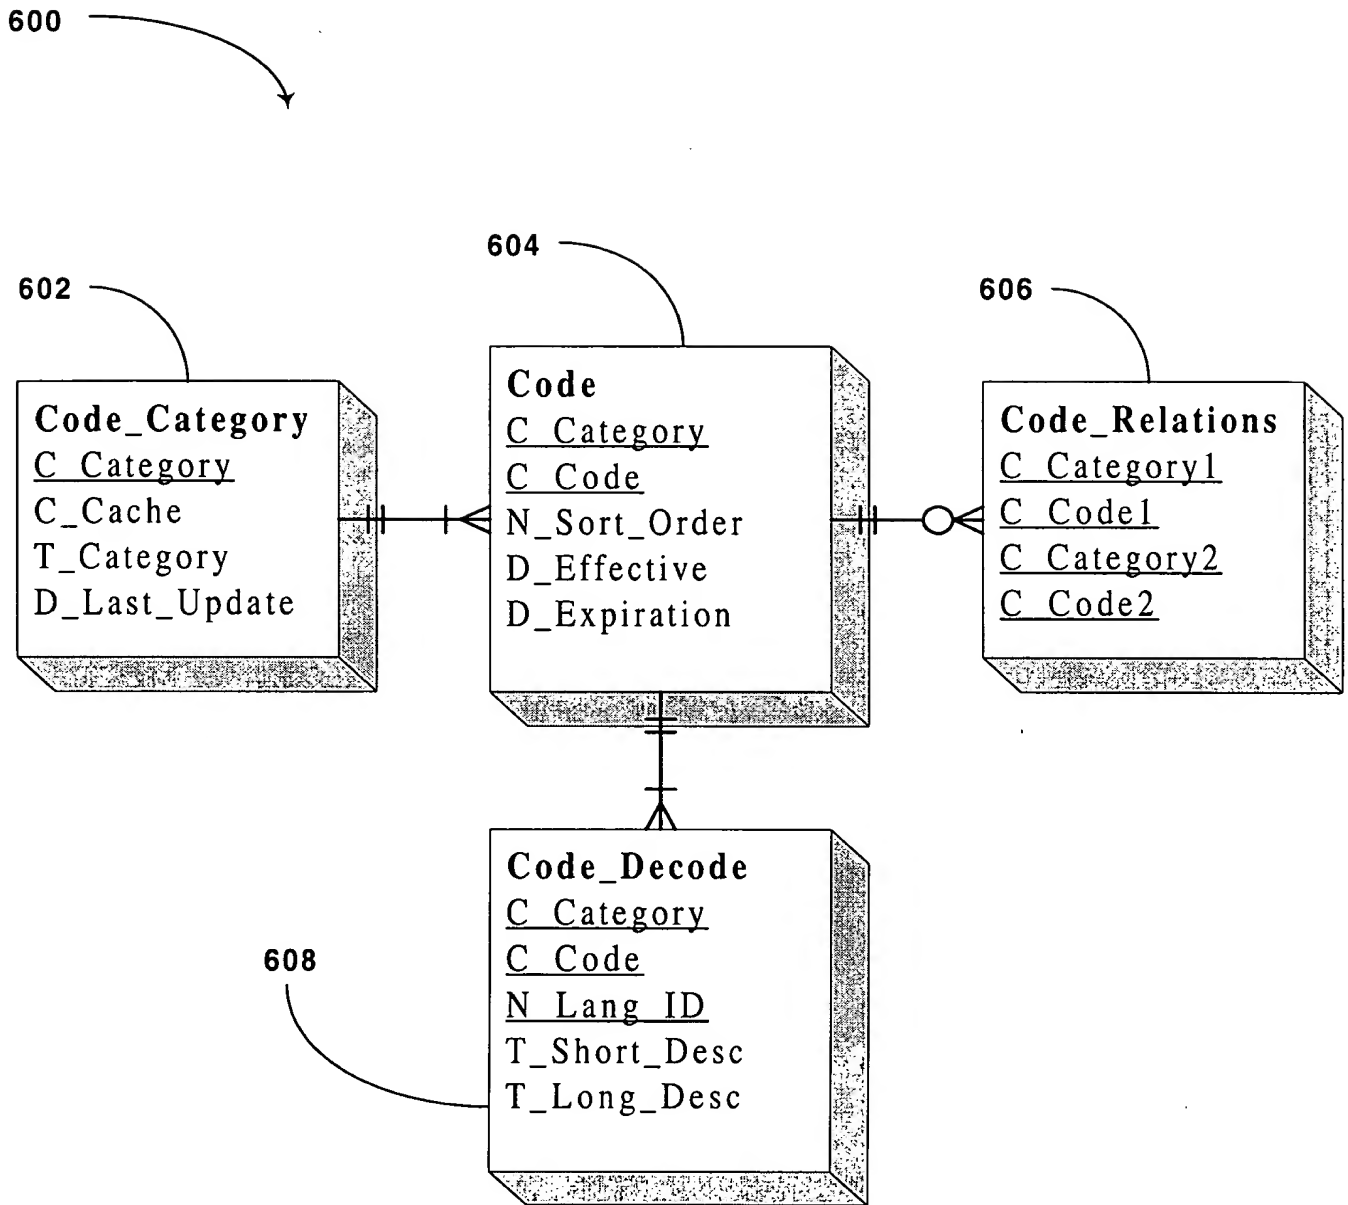 600
604
602
606
Code_Category
C_Category
C_Cache
T_Category
D_Last_Update
Code
C_Category
C_Code
N_Sort_Order
D_Effective
D_Expiration
Code_Relations
C_Category1
C_Code1
C_Category2
C_Code2
608
Code_Decode
C_Category
C_Code
N_Lang_ID
T_Short_Desc
T_Long_Desc